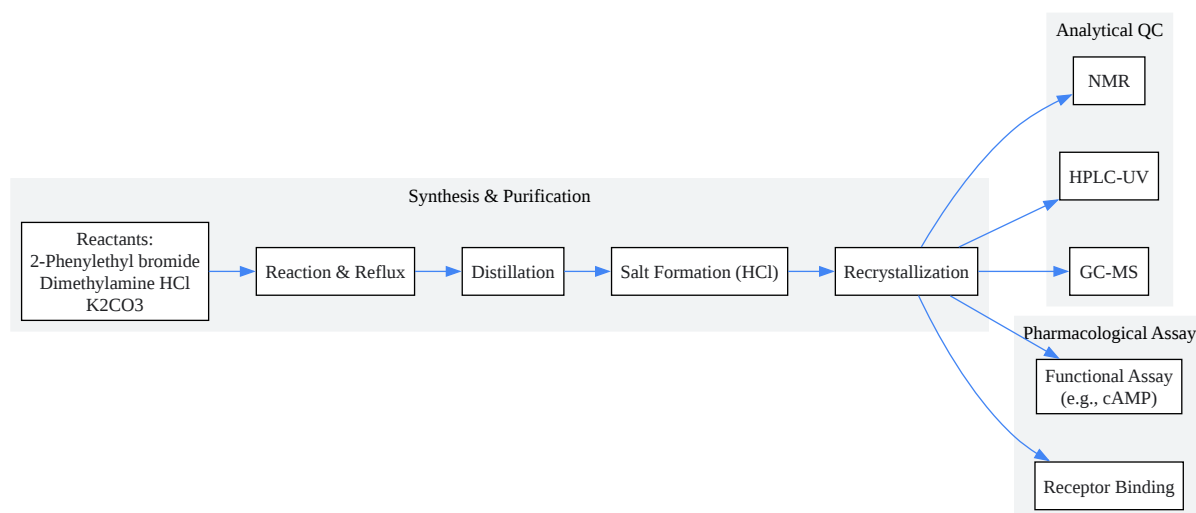 Analytical QC
NMR
HPLC-UV
Synthesis & Purification
Reactants:
2-Phenylethyl bromide
Dimethylamine HCl
K2CO3
Reaction & Reflux
Distillation
Salt Formation (HCl)
Recrystallization
GC-MS
Pharmacological Assay
Functional Assay
(e.g., cAMP)
Receptor Binding